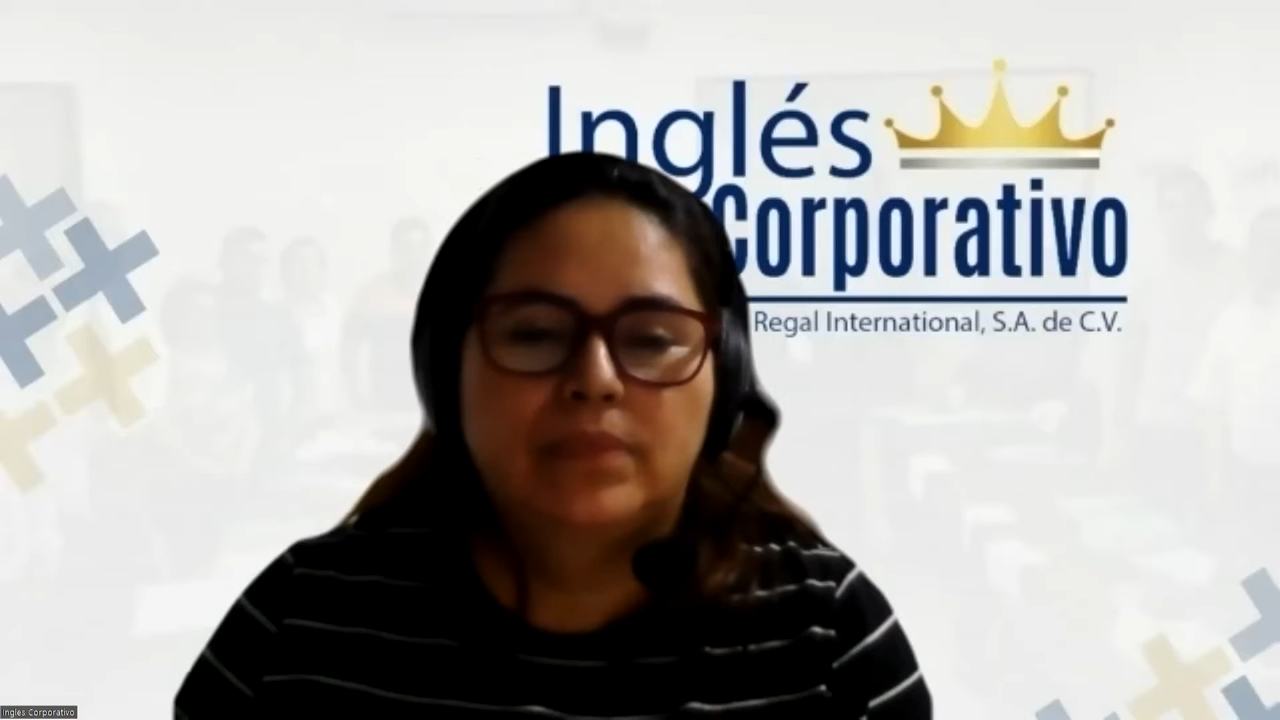 Inglés
Corporativo
Regal International, S.A. de C.V.
Ingles Corporativo